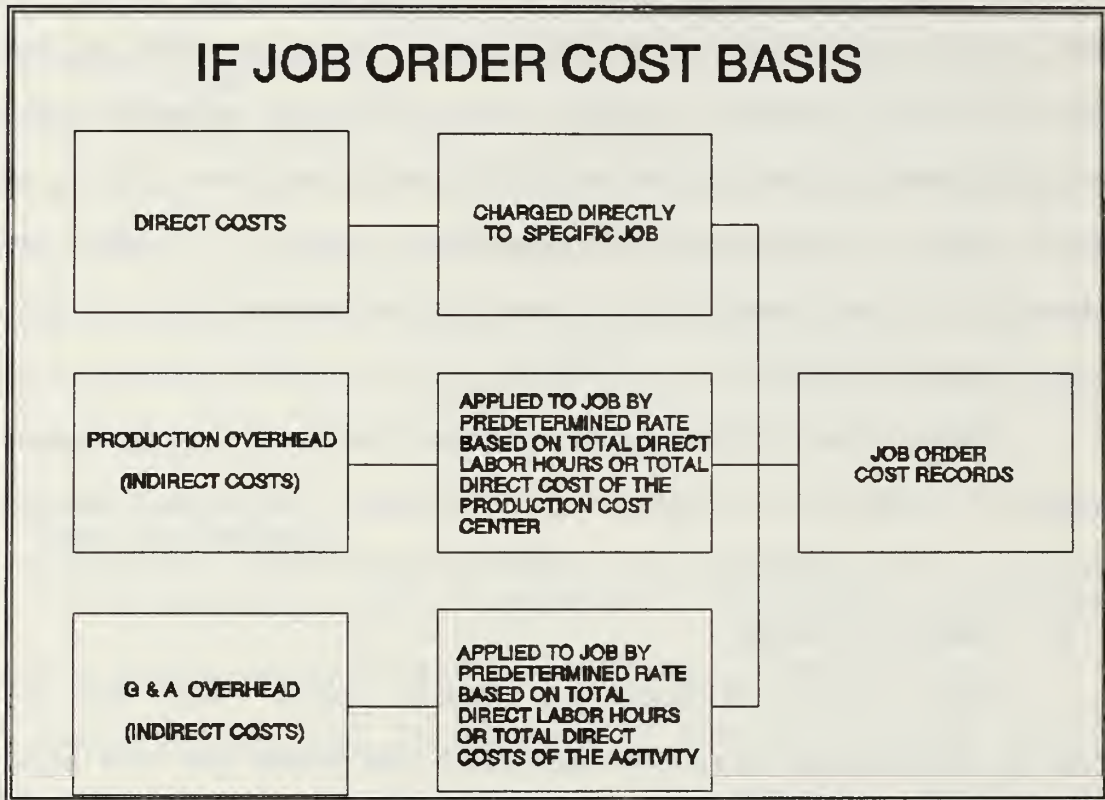 IF JOB ORDER COST BASIS
DIRECT COSTS
CHARGED DIRECTLY
TO SPECIFIC JOB
PRODUCTION OVERHEAD
(INDIRECT COSTS)
APPLIED TO JOB BY
PREDETERMINED RATE
BASED ON TOTAL DIRECT
LABOR HOURS OR TOTAL
DIRECT COST OF THE
PRODUCTION COST
CENTER
JOB ORDER
COST RECORDS
G & A OVERHEAD
(INDIRECT COSTS)
APPLIED TO JOB BY
PREDETERMINED RATE
BASED ON TOTAL
DIRECT LABOR HOURS
OR TOTAL DIRECT
COSTS OF THE ACTIVITY